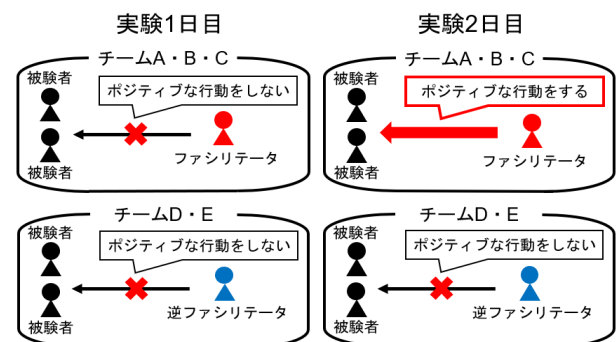 実験1日目
チームA・B・C
被験者
ポジティブな行動をしない
ファシリテータ
被験者
実験2日目
チームA・B・C
被験者
ポジティブな行動をする
ファシリテータ
被験者
チームD・E
被験者
ポジティブな行動をしない
逆ファシリテータ
被験者
チームD・E
被験者
ポジティブな行動をしない
逆ファシリテータ
被験者